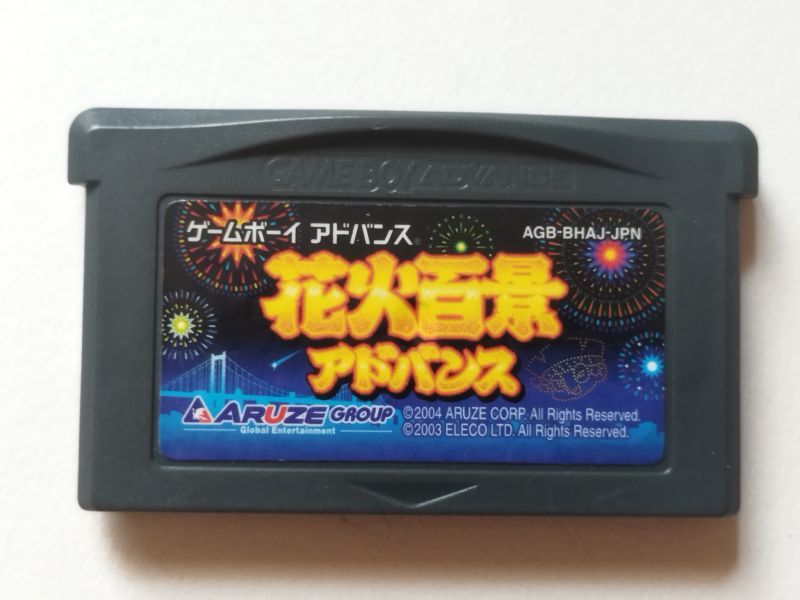 GAME BOY ADVANCE
ゲームボーイ アドバンス®
AGB-BHAJ-JPN
花火百景
アドバンス
ARUZE GROUP
Global Entertainment
©2004 ARUZE CORP. All Rights Reserved.
©2003 ELECO LTD. All Rights Reserved.